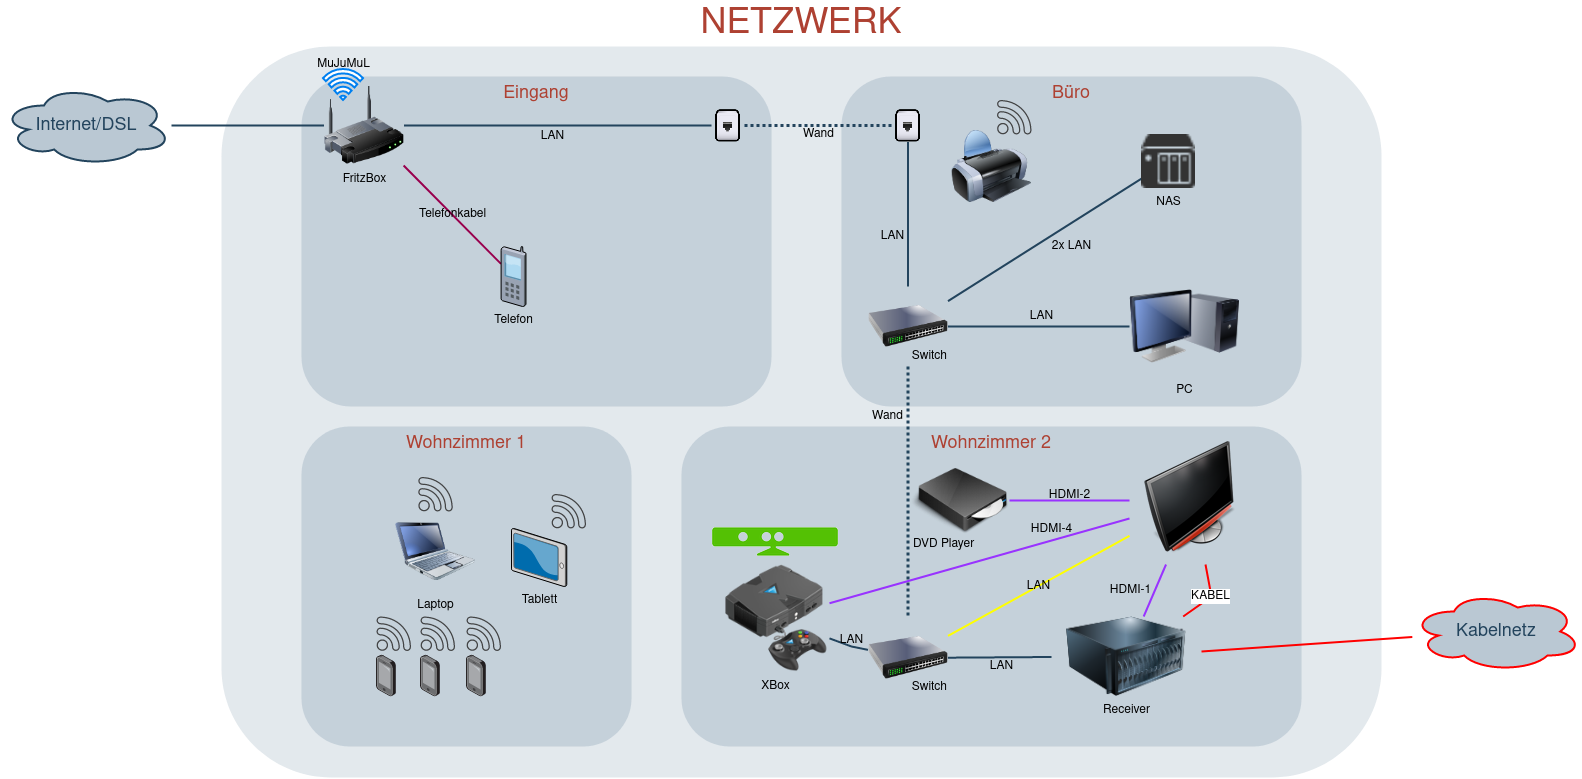 NETZWERK
MuJuMuL
Eingang
Büro
Internet/DSL
LAN
Wand
FritzBox
NAS
Telefonkabel
LAN
2x LAN
Telefon
LAN
Switch
PC
Wand
Wohnzimmer 1
Wohnzimmer 2
HDMI-2
HDMI-4
DVD Player
LAN
HDMI-1
KABEL
Tablett
Laptop
Kabelnetz
LAN
LAN
XBox
Switch
Receiver